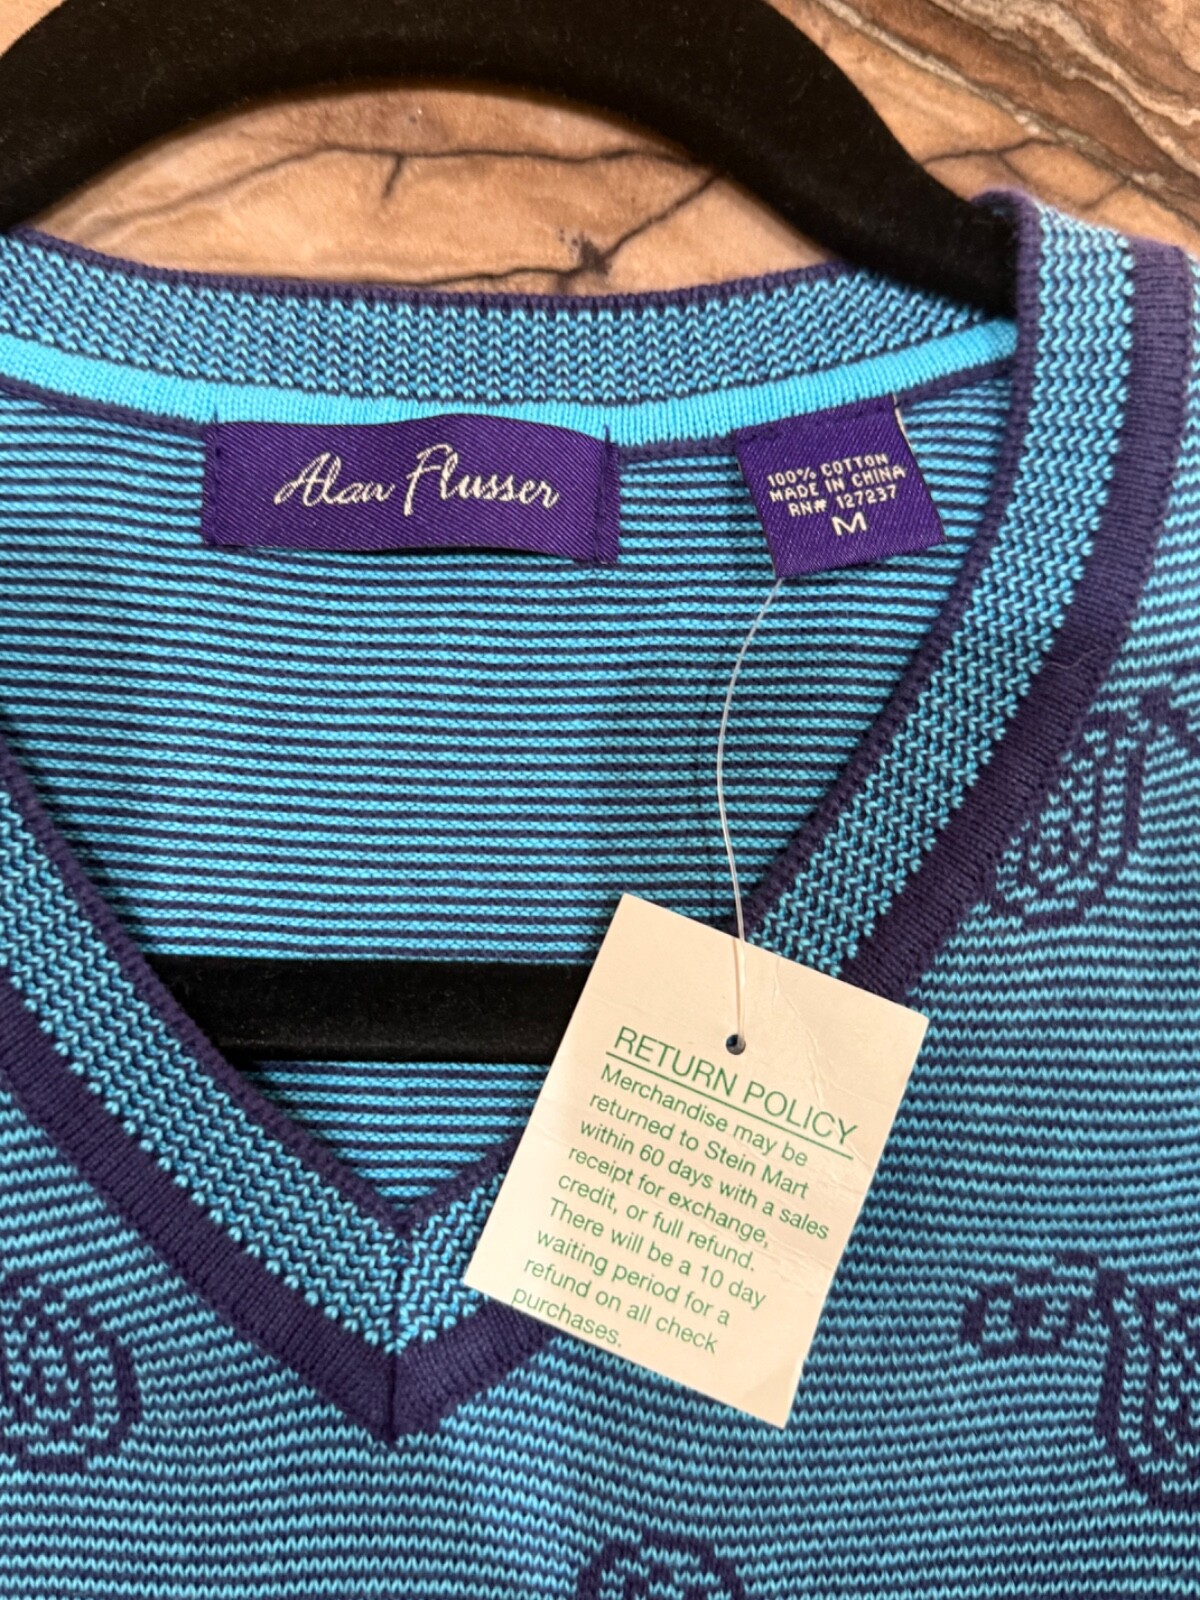 Alan Flusser
100% COTTON
MADE IN CHINA
RN# 127237
M
RETURN POLICY
Merchandise may be
returned to Stein Mart
within 60 days with a sales
receipt for exchange,
credit, or full refund.
There will be a 10 day
waiting period for a
refund on all check
purchases.